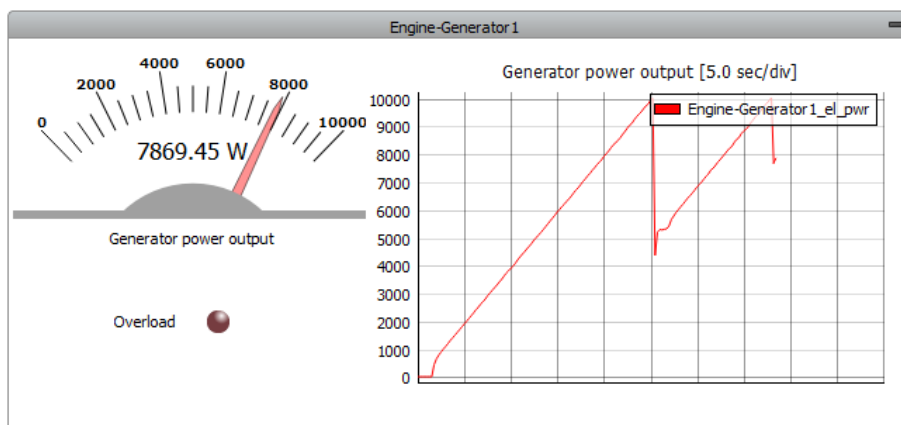 Engine-Generator1
0
2000
4000
6000
8000
10000
7869.45 W
Generator power output
Overload
Generator power output [5.0 sec/div]
Engine-Generator1_el_pwr
10000
9000
8000
7000
6000
5000
4000
3000
2000
1000
0